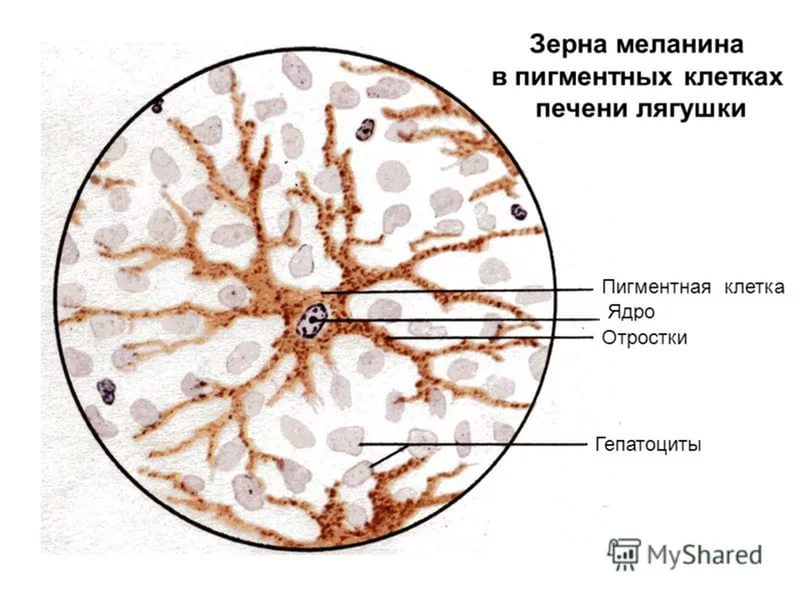 Зерна меланина
в пигментных клетках
печени лягушки
Пигментная клетка
Ядро
Отростки
Гепатоциты
MyShared